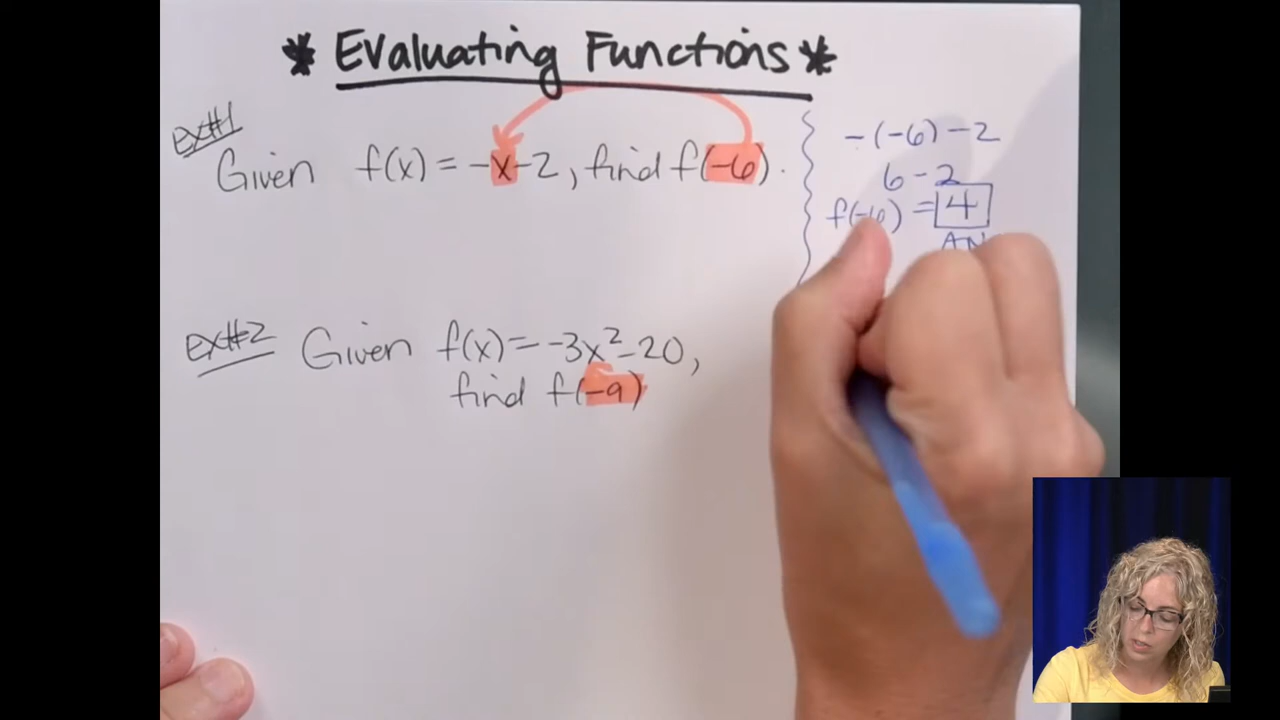 * Evaluating Functions *
ex#1
Given f(x) = -x-2, find f(-6).
-(-6)-2
6-2
f(-6) = 4
ex#2 Given f(x)=-3x²-20,
find f(-9)